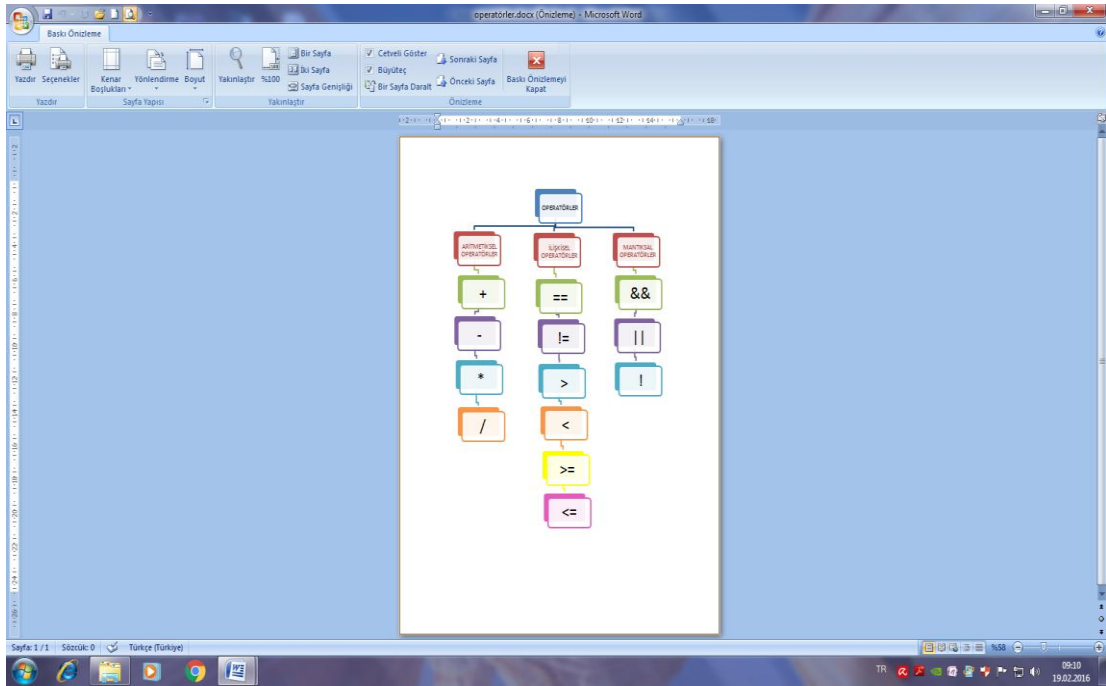 operatörler.docx (Önizleme) - Microsoft Word
Baskı Önizleme
Yazdır
Seçenekler
Kenar Boşlukları
Yönlendirme
Boyut
Yakınlaştır
%100
Bir Sayfa
İki Sayfa
Sayfa Genişliği
Cetveli Göster
Büyüteç
Bir Sayfa Daralt
Sonraki Sayfa
Önceki Sayfa
Baskı Önizlemeyi
Kapat
Yazdır
Sayfa Yapısı
Yakınlaştır
Önizleme
OPERATÖRLER
ARİTMETİKSEL
OPERATÖRLER
İLİŞKİSEL
OPERATÖRLER
MANTIKSAL
OPERATÖRLER
+
==
&&
-
!=
||
*
>
!
/
<
>=
<=
Sayfa: 1 / 1
Sözcük: 0
Türkçe (Türkiye)
%58
TR
09:10
19.02.2016